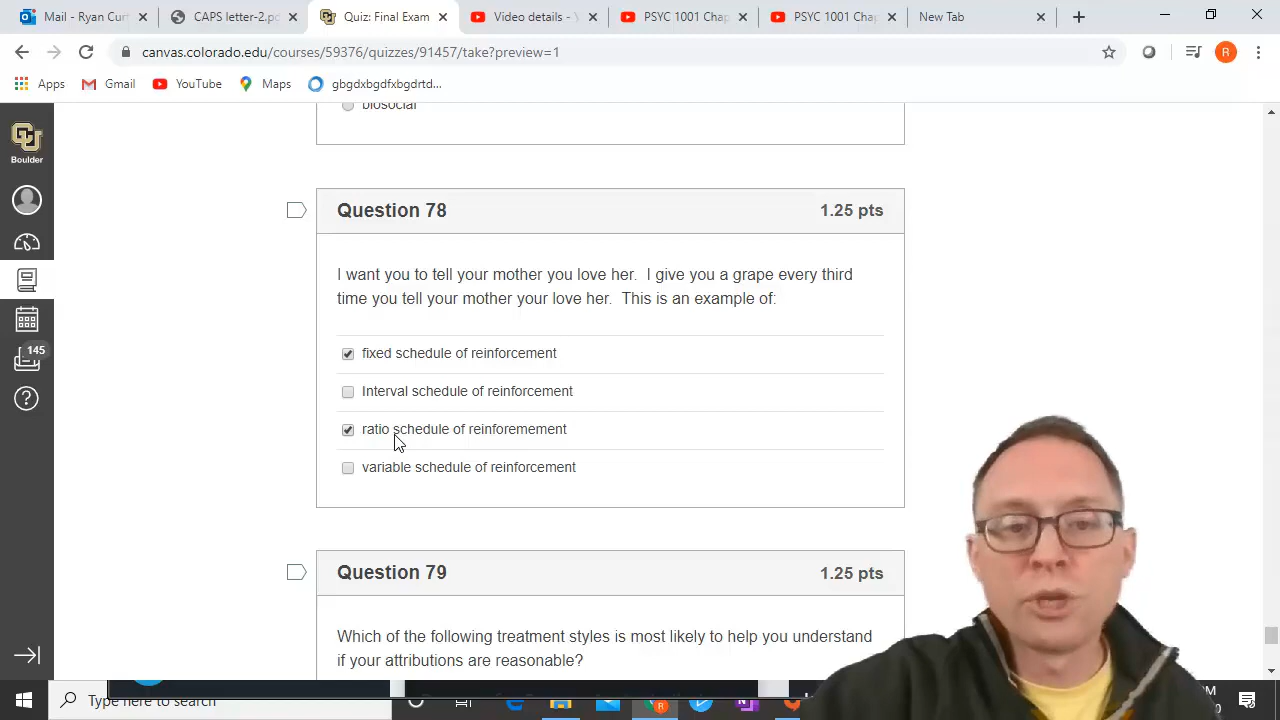 Mail - Ryan Curt
CAPS letter-2.pd
Quiz: Final Exam
Video details - Y
PSYC 1001 Chap
PSYC 1001 Chap
New Tab
canvas.colorado.edu/courses/59376/quizzes/91457/take?preview=1
R
Apps
Gmail
YouTube
Maps
gbgdxbgdfxbgdrtd...
CU
Boulder
145
biosocial
Question 78
1.25 pts
I want you to tell your mother you love her. I give you a grape every third
time you tell your mother your love her. This is an example of:
fixed schedule of reinforcement
Interval schedule of reinforcement
ratio schedule of reinforemement
variable schedule of reinforcement
Question 79
1.25 pts
Which of the following treatment styles is most likely to help you understand
if your attributions are reasonable?
Type here to search